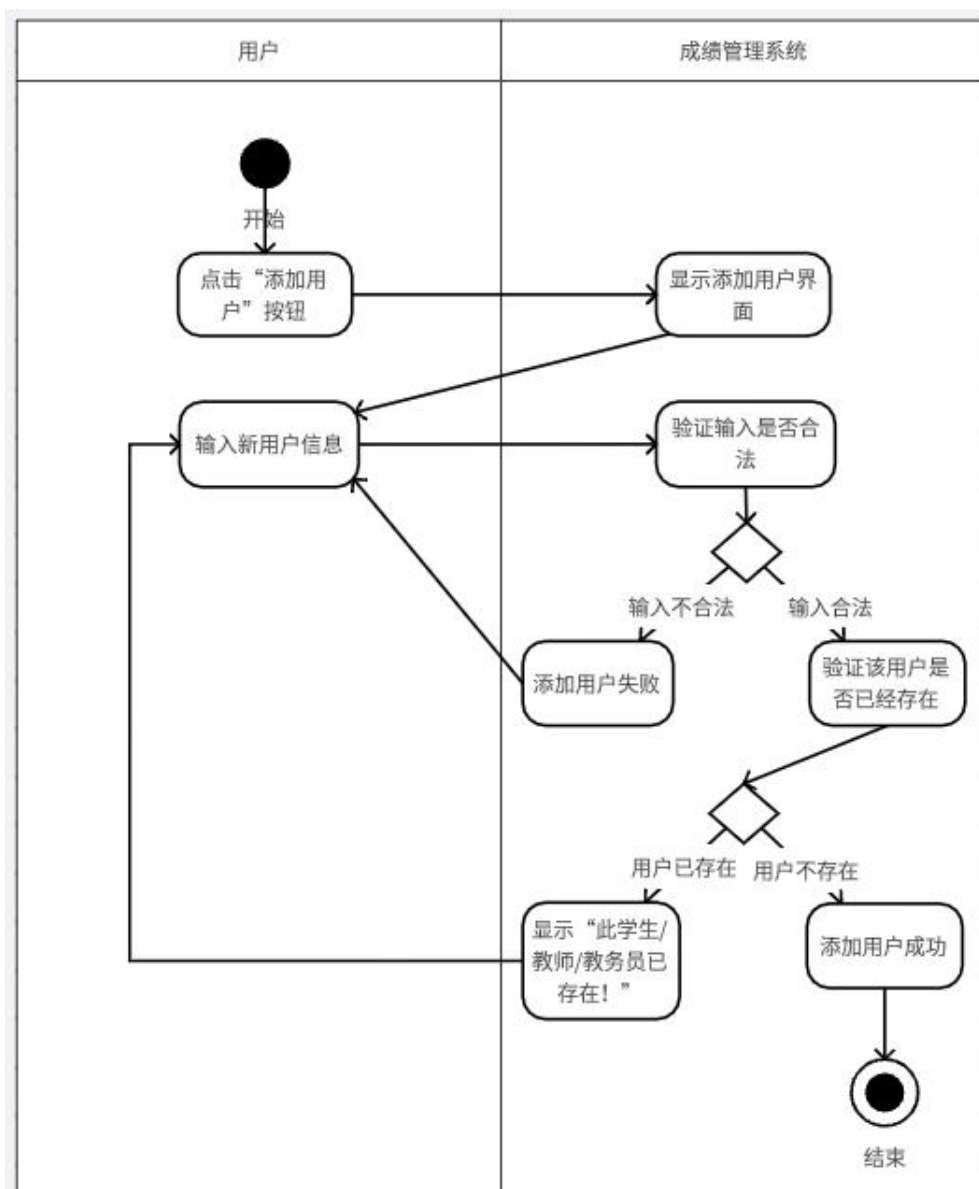 用户
成绩管理系统
开始
点击“添加用
户”按钮
显示添加用户界
面
输入新用户信息
验证输入是否合
法
输入不合法
输入合法
添加用户失败
验证该用户是
否已经存在
用户已存在
用户不存在
显示“此学生/
教师/教务员已
存在！”
添加用户成功
结束